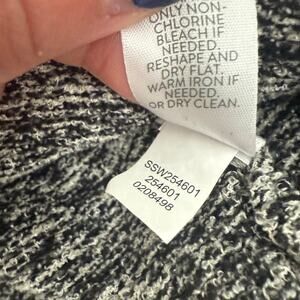 ONLY NON-
CHLORINE
BLEACH IF
NEEDED.
RESHAPE AND
DRY FLAT.
WARM IRON IF
NEEDED.
OR DRY CLEAN.
SSW254601
254601
0208498